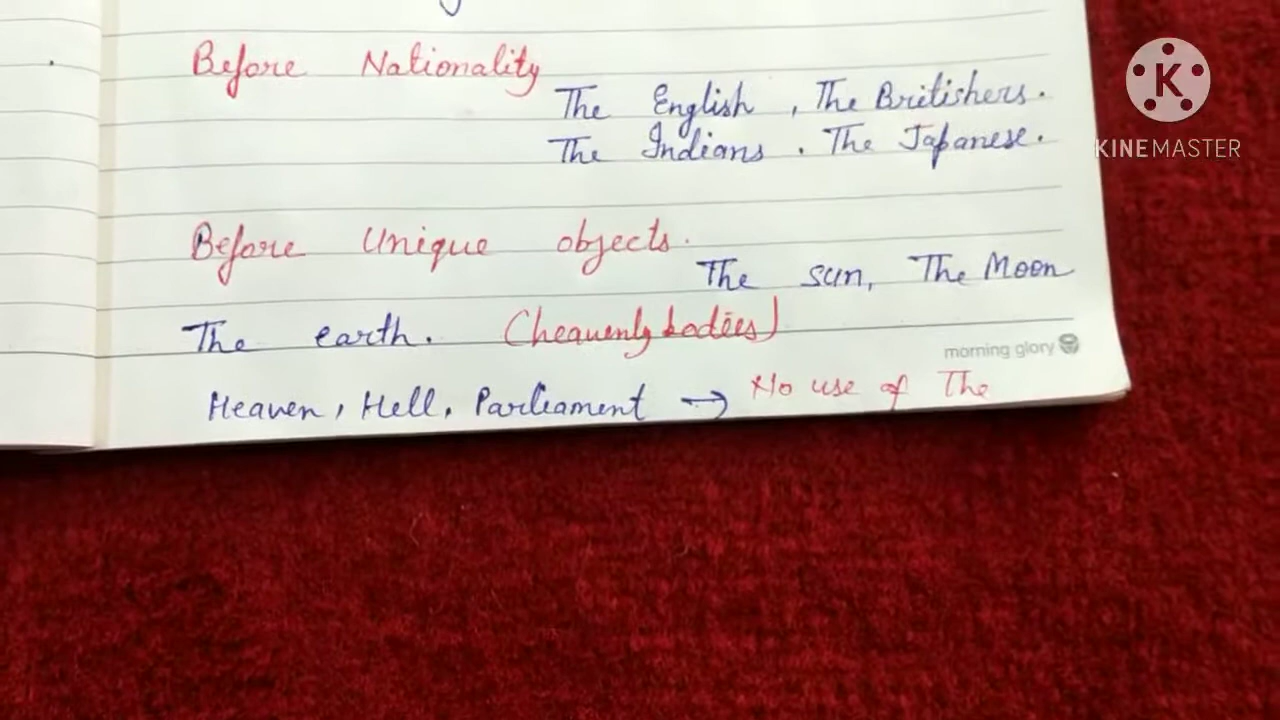 Before Nationality
The English, The Britishers.
The Indians. The Japanese.
Before Unique objects.
The sun, The Moon
The earth. (heavenly bodies)
Heaven, Hell, Parliament → No use of The
morning glory
K
KINEMASTER